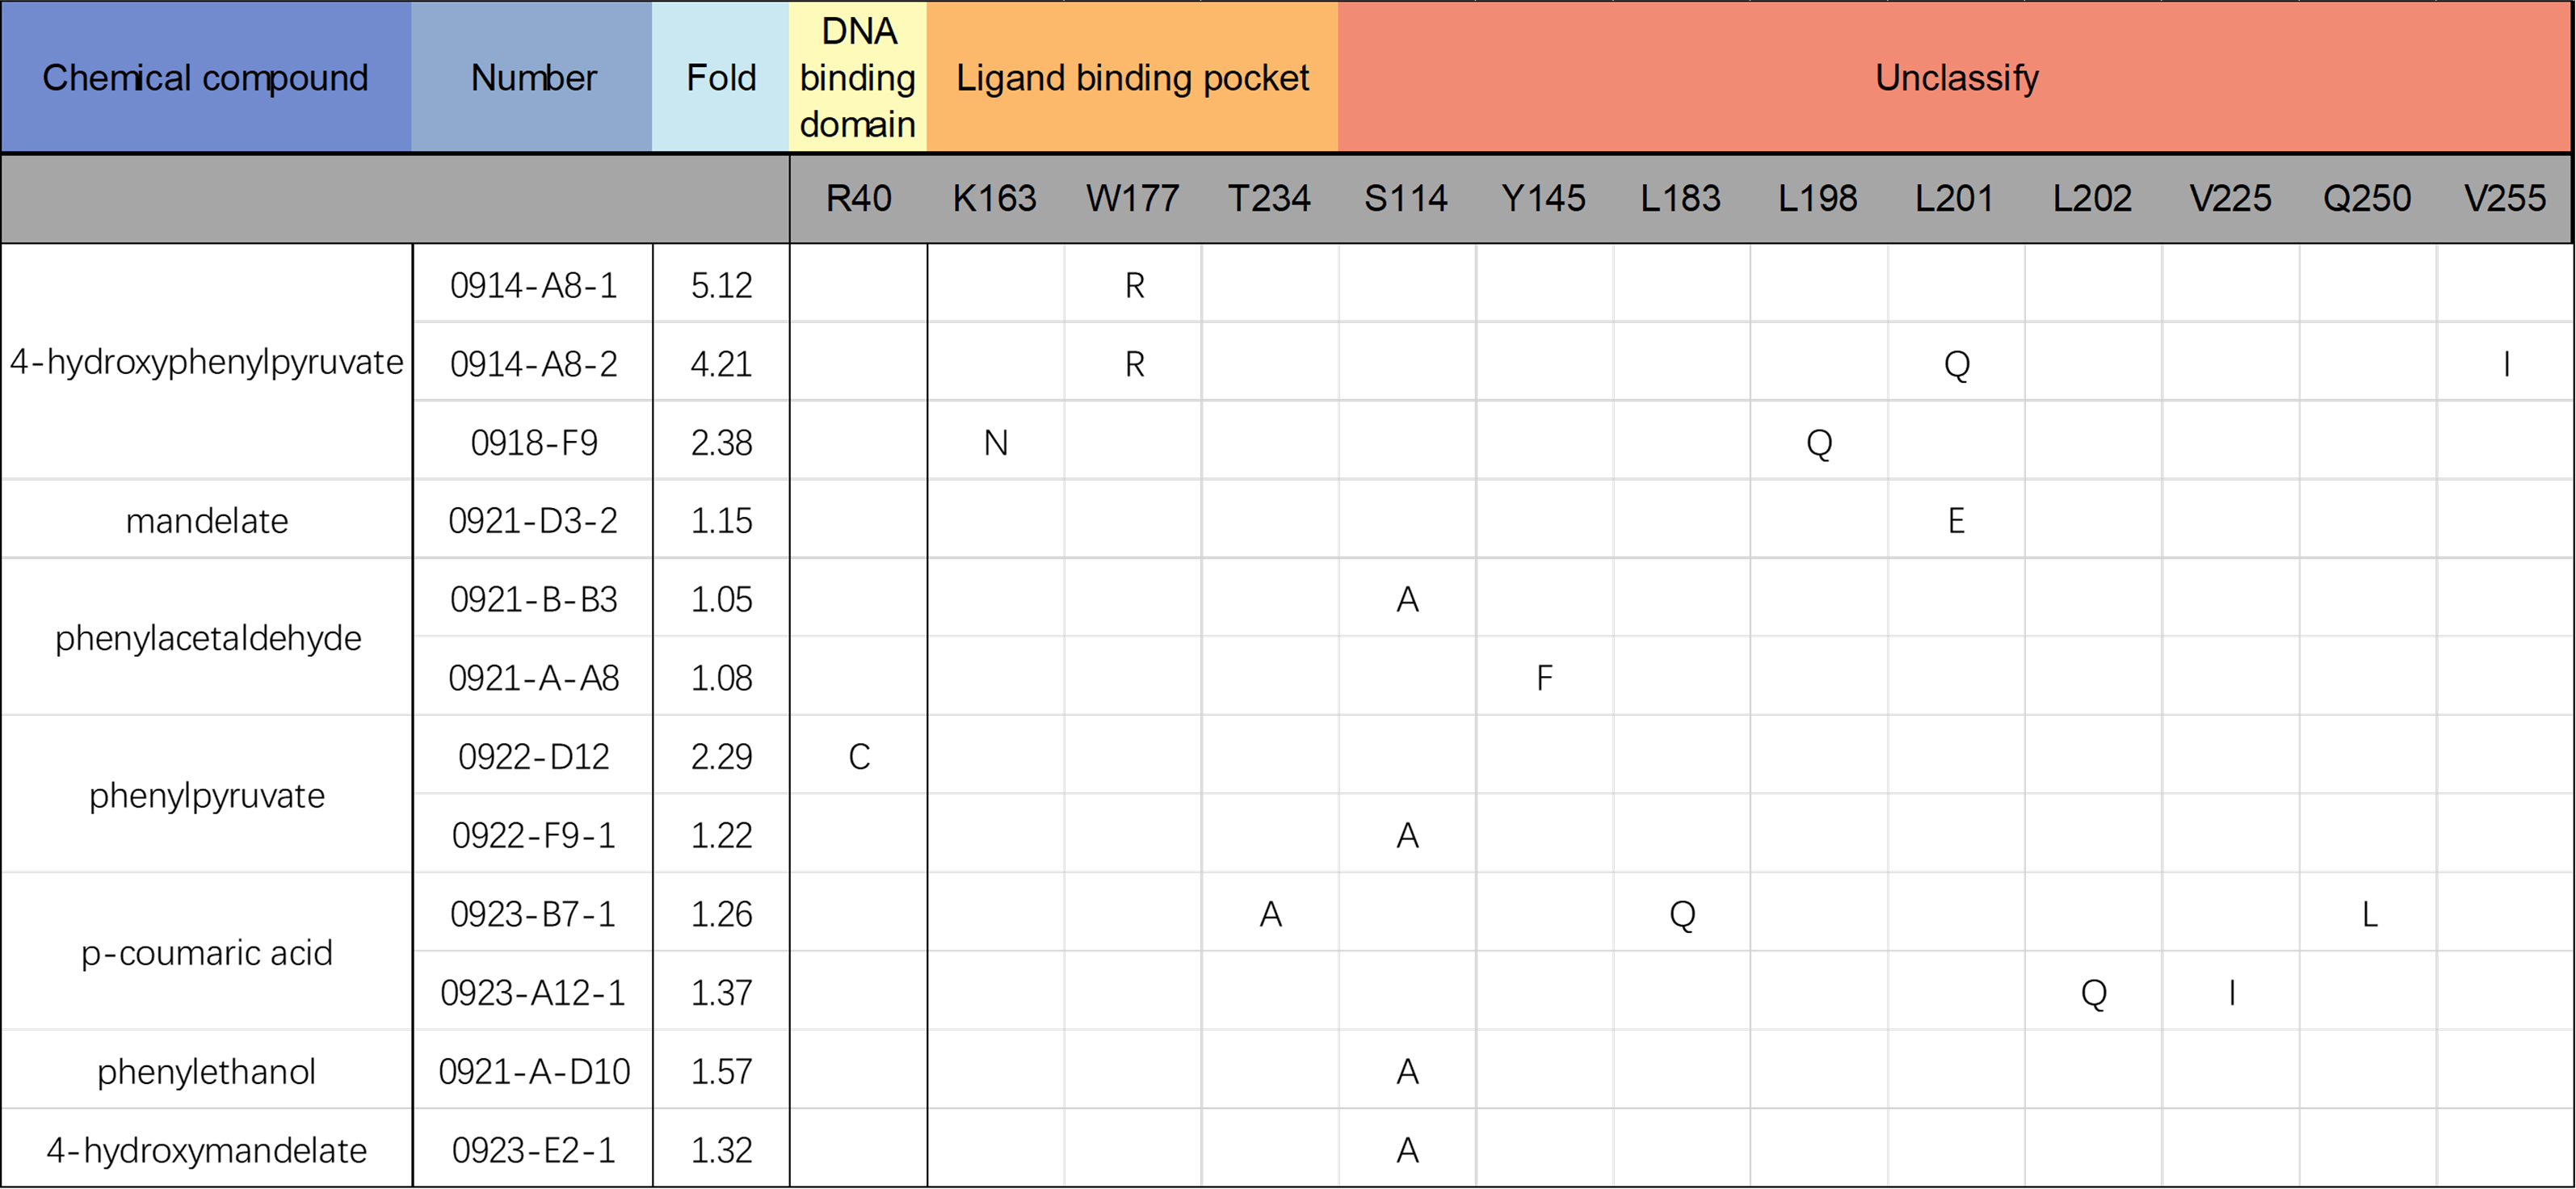 Chemical compound Number Fold DNA binding domain Ligand binding pocket Unclassify
R40 K163 W177 T234 S114 Y145 L183 L198 L201 L202 V225 Q250 V255
4-hydroxyphenylpyruvate
0914-A8-1 5.12 R
0914-A8-2 4.21 R Q I
0918-F9 2.38 N Q
mandelate 0921-D3-2 1.15 E
phenylacetaldehyde
0921-B-B3 1.05 A
0921-A-A8 1.08 F
phenylpyruvate
0922-D12 2.29 C
0922-F9-1 1.22 A
p-coumaric acid
0923-B7-1 1.26 A Q L
0923-A12-1 1.37 Q I
phenylethanol 0921-A-D10 1.57 A
4-hydroxymandelate 0923-E2-1 1.32 A